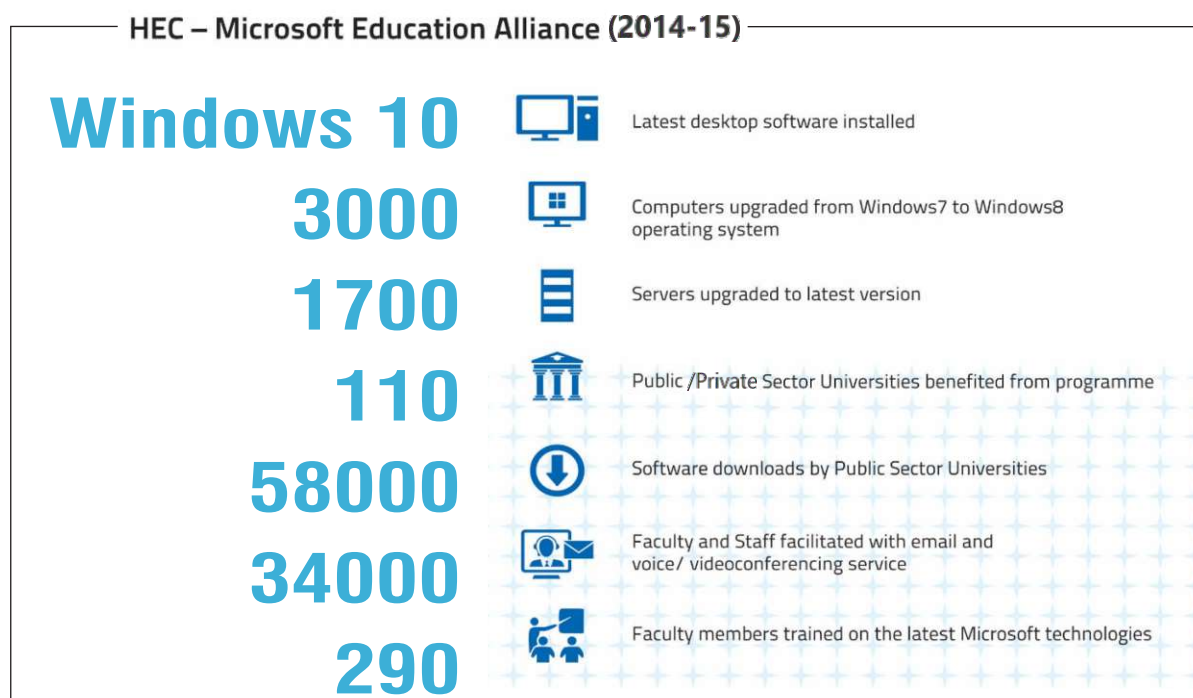 HEC – Microsoft Education Alliance (2014-15)
Windows 10
Latest desktop software installed
3000
Computers upgraded from Windows7 to Windows8
operating system
1700
Servers upgraded to latest version
110
Public /Private Sector Universities benefited from programme
58000
Software downloads by Public Sector Universities
34000
Faculty and Staff facilitated with email and
voice/ videoconferencing service
290
Faculty members trained on the latest Microsoft technologies